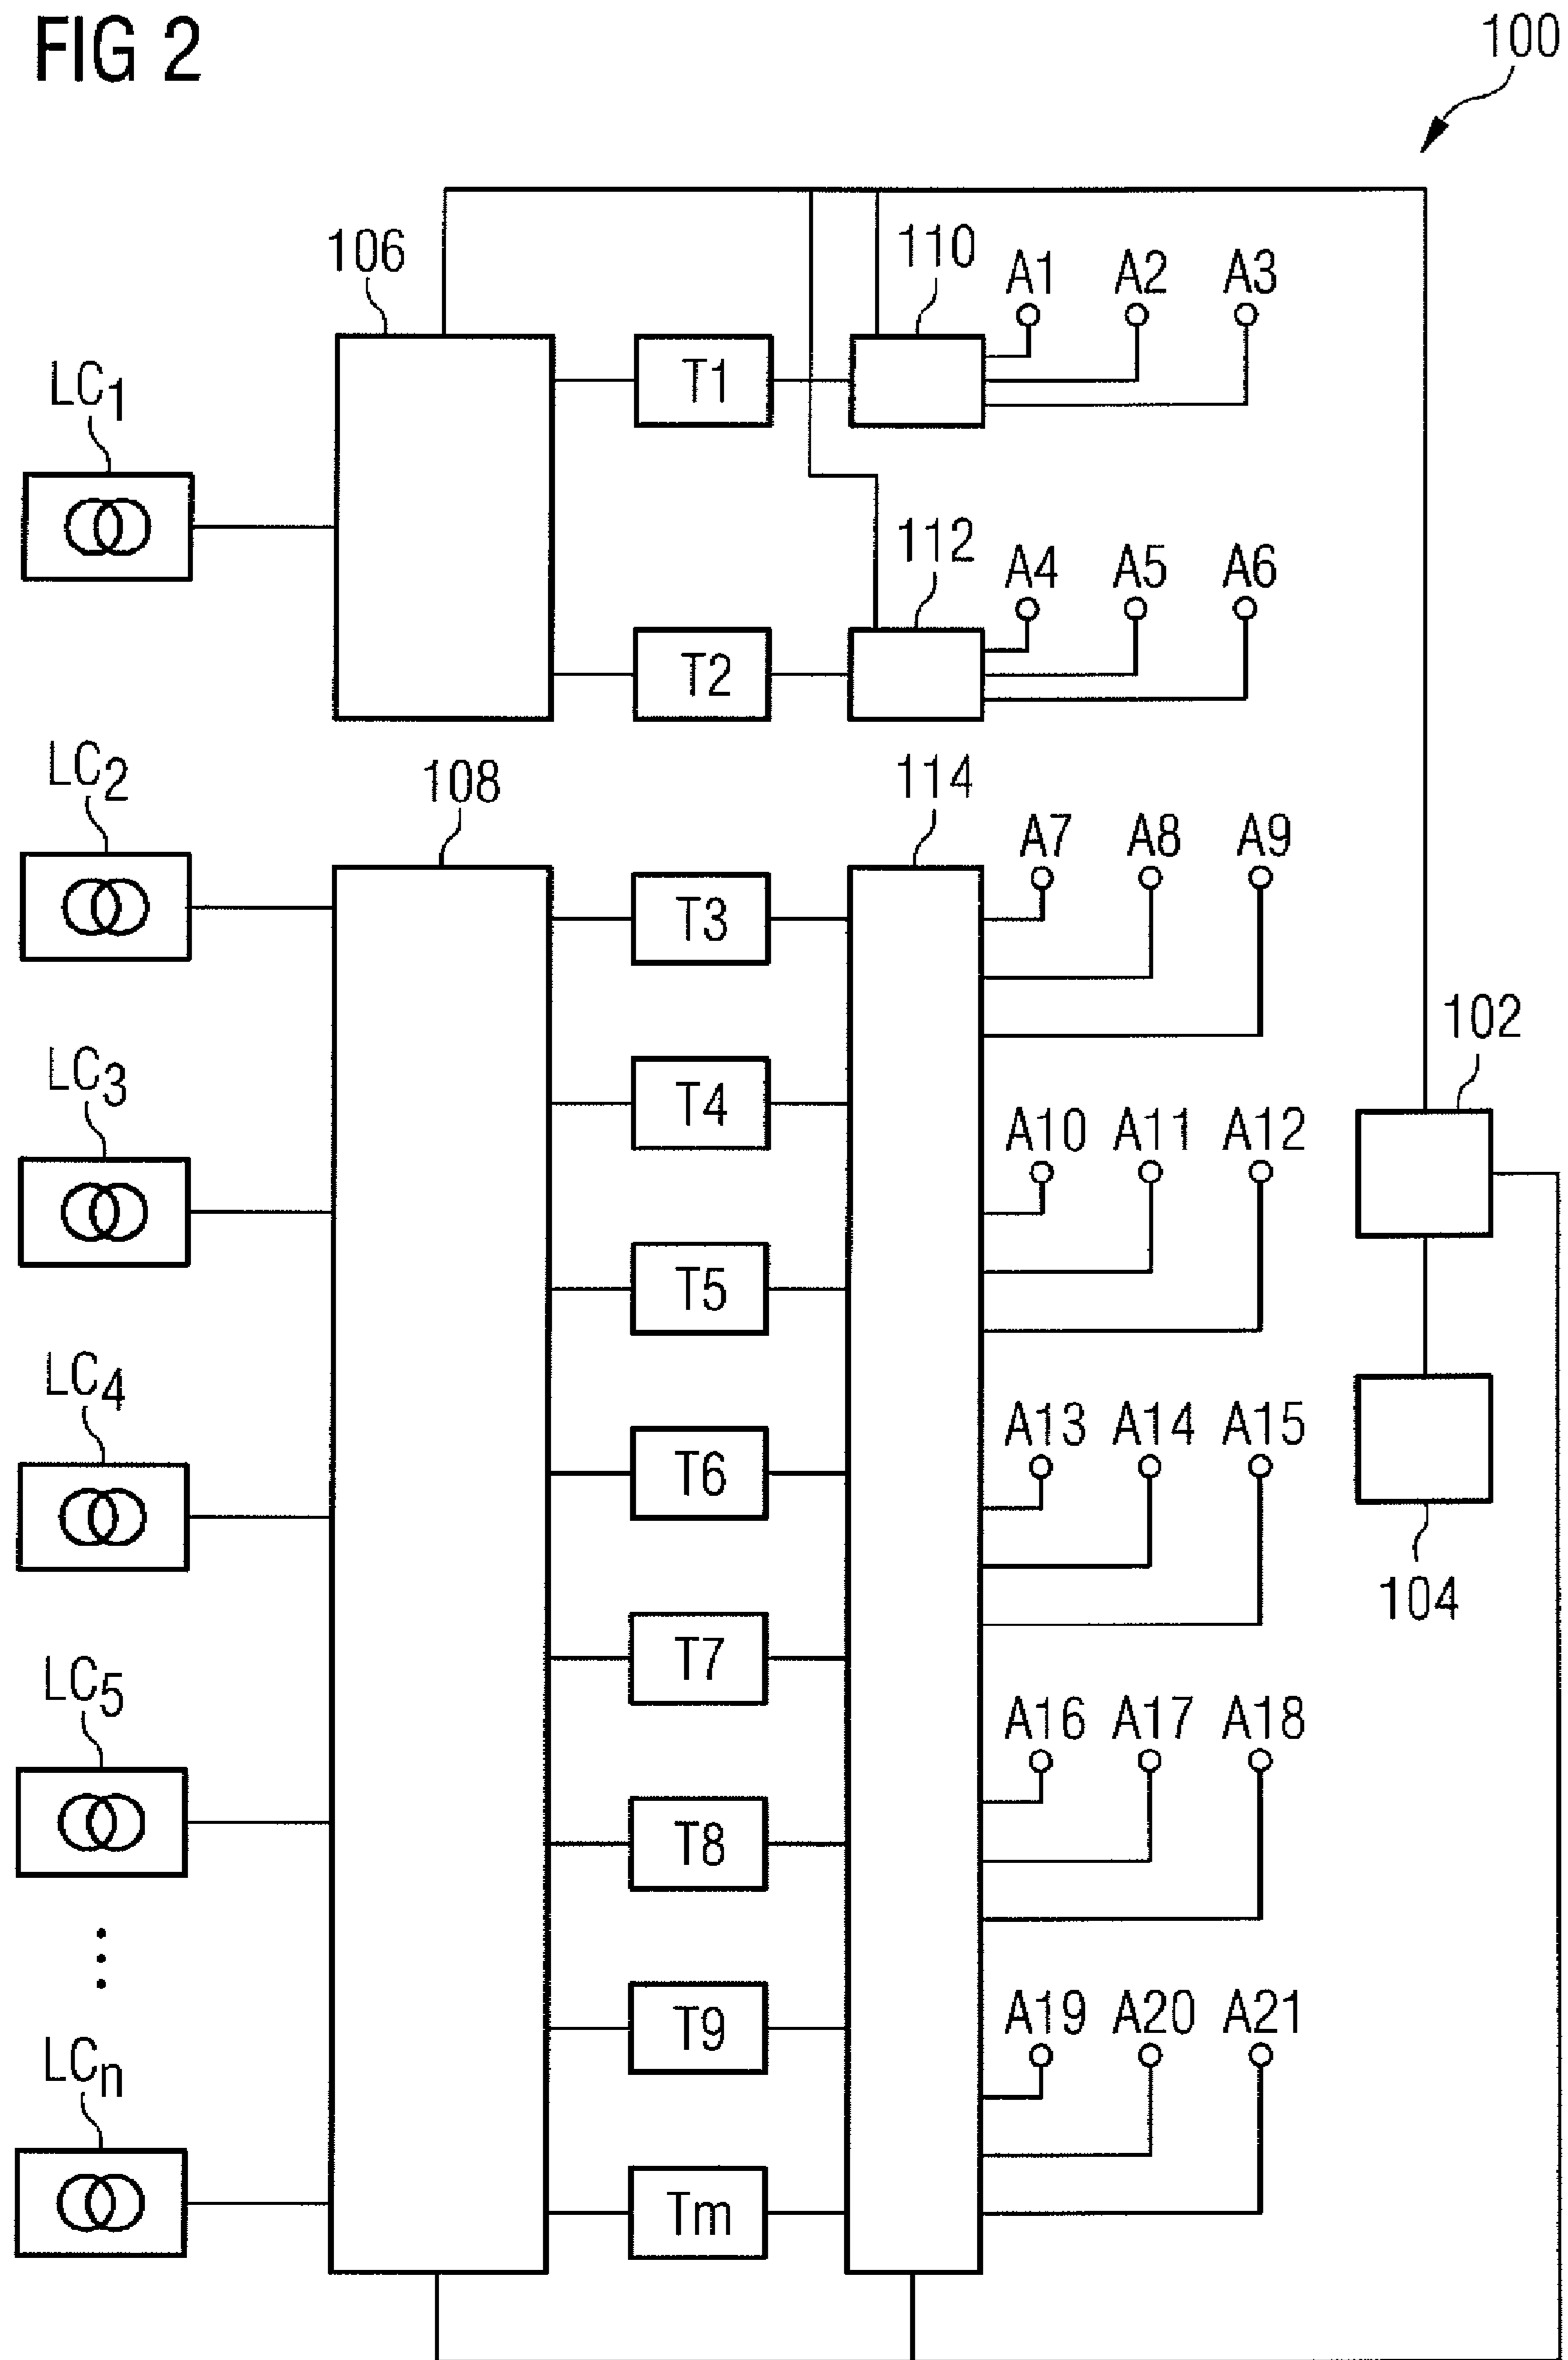 FIG 2
100
106
110
A1 A2 A3
LC1
T1
112
A4 A5 A6
T2
LC2
108
114
A7 A8 A9
T3
102
LC3
T4
A10 A11 A12
T5
LC4
A13 A14 A15
T6
104
LC5
T7
A16 A17 A18
T8
T9
A19 A20 A21
LCn
Tm